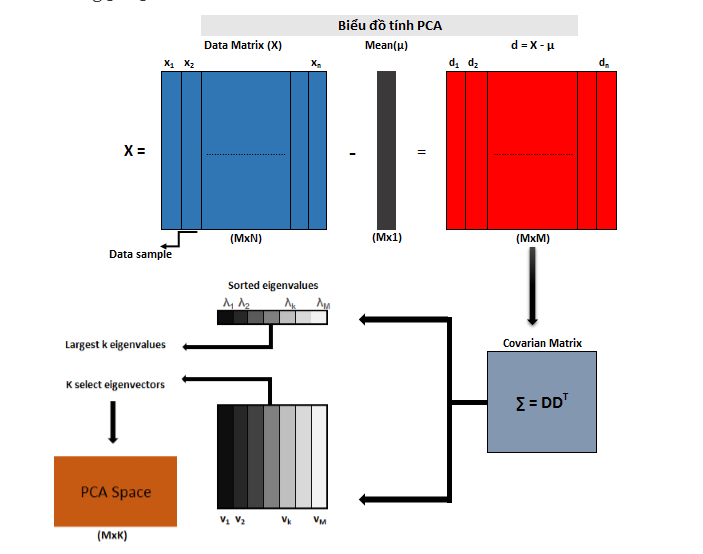 Biểu đồ tính PCA
Data Matrix (X) Mean(μ) d = X - μ
x₁ x₂ xₙ d₁ d₂ dₙ
X = - =
(MxN) (Mx1) (MxM)
Data sample
Sorted eigenvalues
λ₁ λ₂ λₖ λM
Covarian Matrix
Largest k eigenvalues
K select eigenvectors
∑ = DDᵀ
PCA Space
v₁ v₂ vₖ vM
(MxK)